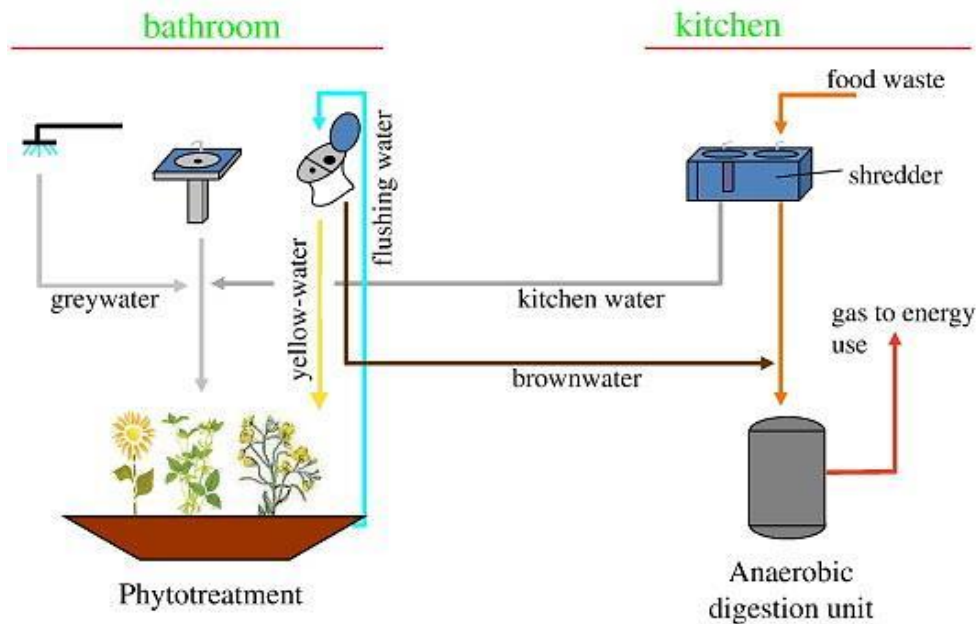 bathroom
kitchen
food waste
shredder
flushing water
greywater
yellow-water
kitchen water
brownwater
gas to energy
use
Phytotreatment
Anaerobic
digestion unit